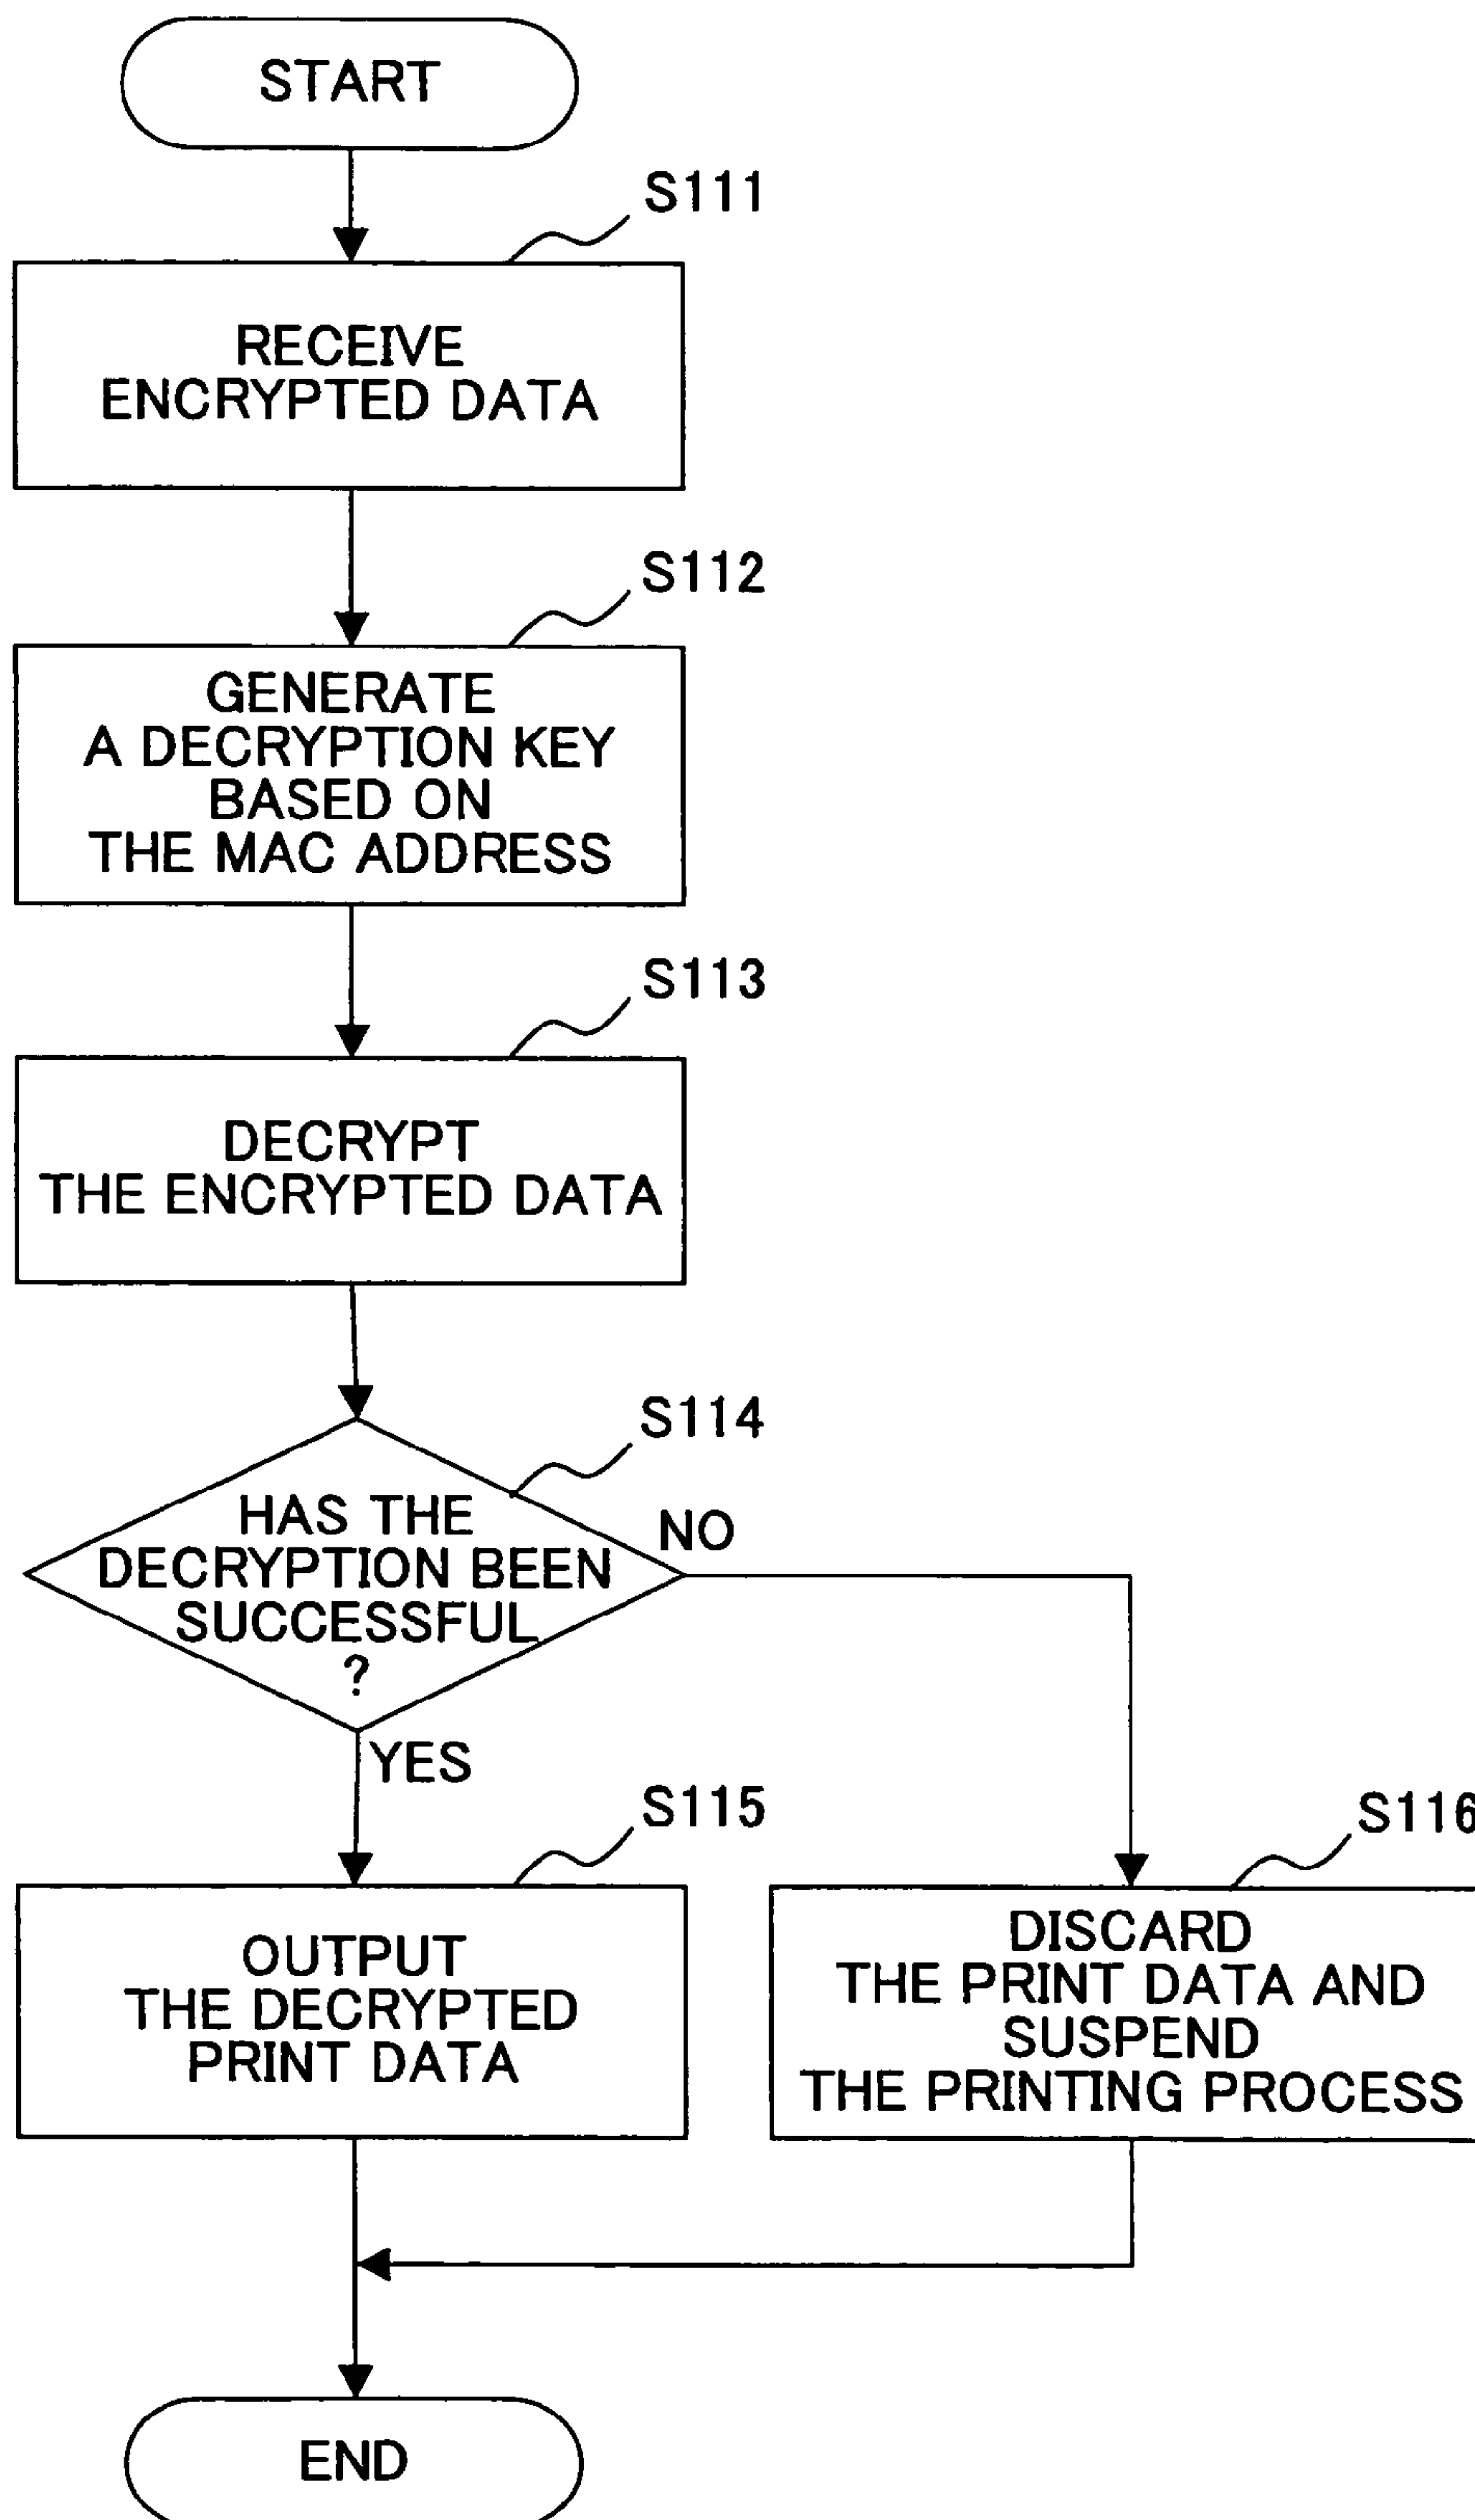 START
S111
RECEIVE
ENCRYPTED DATA
S112
GENERATE
A DECRYPTION KEY
BASED ON
THE MAC ADDRESS
S113
DECRYPT
THE ENCRYPTED DATA
S114
HAS THE
DECRYPTION BEEN
SUCCESSFUL
?
NO
YES
S115
OUTPUT
THE DECRYPTED
PRINT DATA
S116
DISCARD
THE PRINT DATA AND
SUSPEND
THE PRINTING PROCESS
END